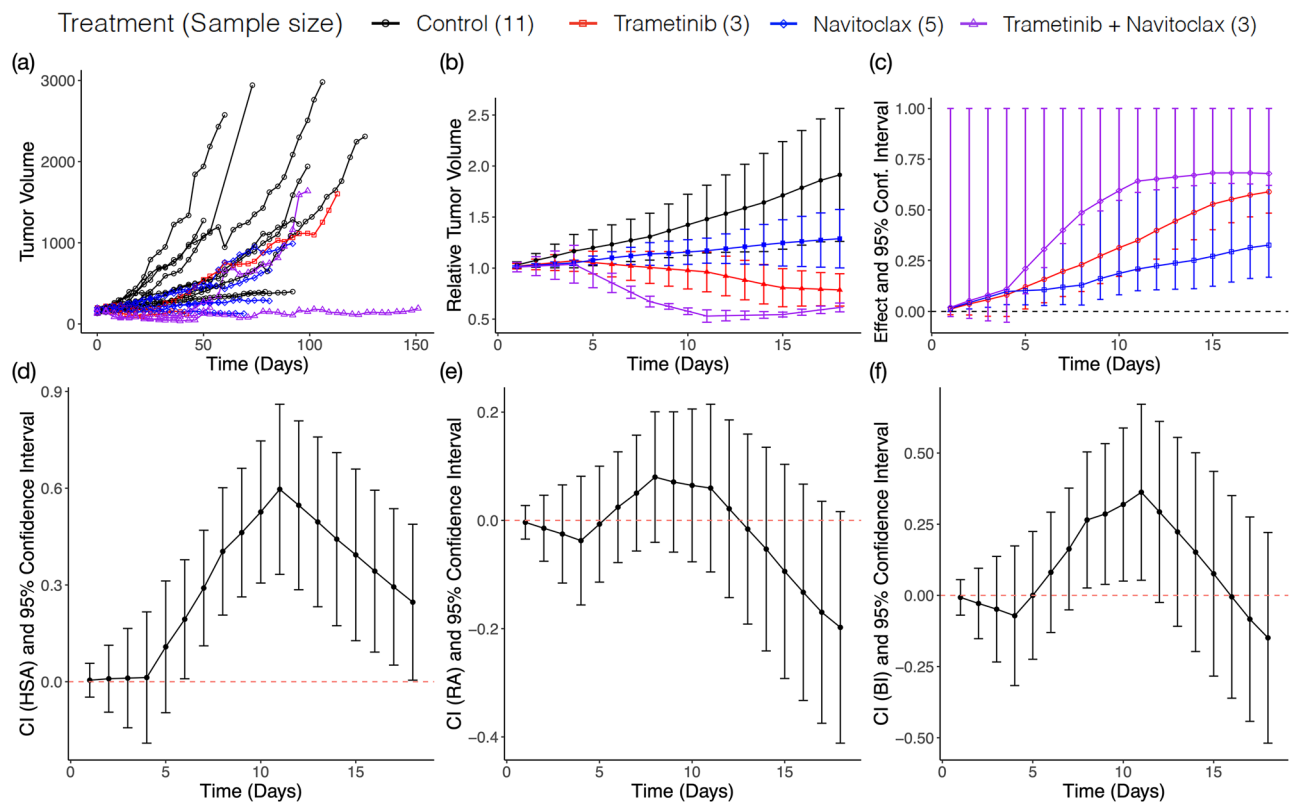 Treatment (Sample size) Control (11) Trametinib (3) Navitoclax (5) Trametinib + Navitoclax (3)
(a) (b) (c)
Tumor Volume
3000
2000
1000
0
0 50 100 150
Time (Days)
Relative Tumor Volume
2.5
2.0
1.5
1.0
0.5
0 5 10 15
Time (Days)
Effect and 95% Conf. Interval
1.00
0.75
0.50
0.25
0.00
0 5 10 15
Time (Days)
(d) (e) (f)
CI (HSA) and 95% Confidence Interval
0.9
0.6
0.3
0.0
0 5 10 15
Time (Days)
CI (RA) and 95% Confidence Interval
0.2
0.0
−0.2
−0.4
0 5 10 15
Time (Days)
CI (BI) and 95% Confidence Interval
0.50
0.25
0.00
−0.25
−0.50
0 5 10 15
Time (Days)